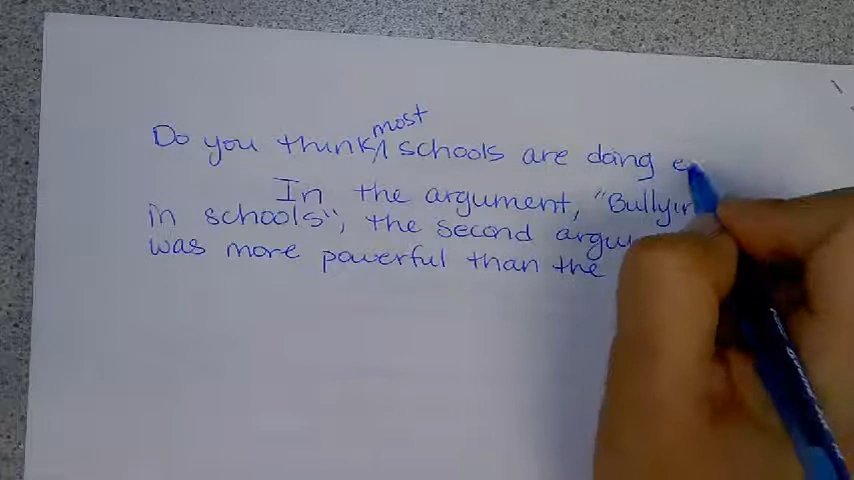 Do you think most schools are doing e
In the argument, "Bullyin
in schools", the second argu
was more powerful than the